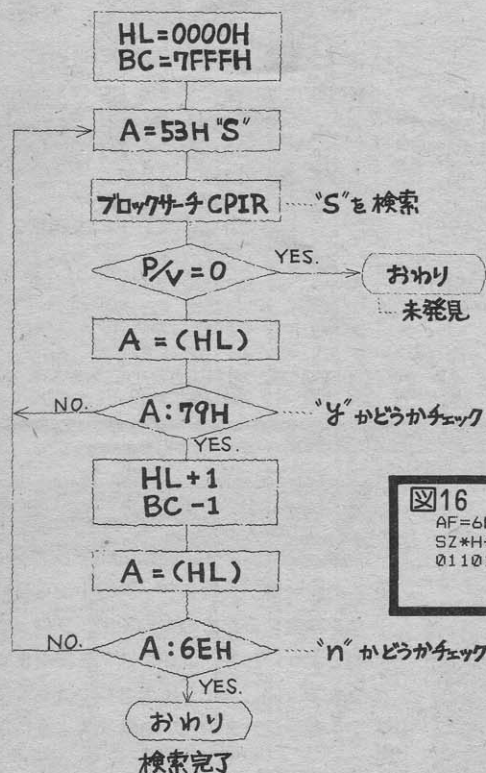 HL=0000H
BC=7FFFH
A=53H "S"
ブロックサーチ CPIR
"S"を検索
P/V=0
YES.
おわり
未発見
A=(HL)
NO.
A:79H
"y"かどうかチェック
YES.
HL+1
BC-1
図16
SZ*H
A=(HL)
NO.
A:6EH
"n"かどうかチェック
YES.
おわり
検索完了